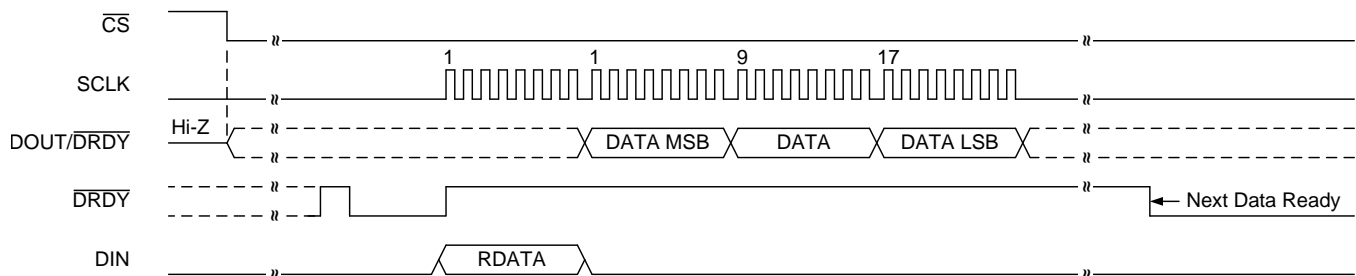 CS
SCLK
1 1 9 17
Hi-Z
DOUT/DRDY
DATA MSB DATA DATA LSB
DRDY
Next Data Ready
DIN
RDATA